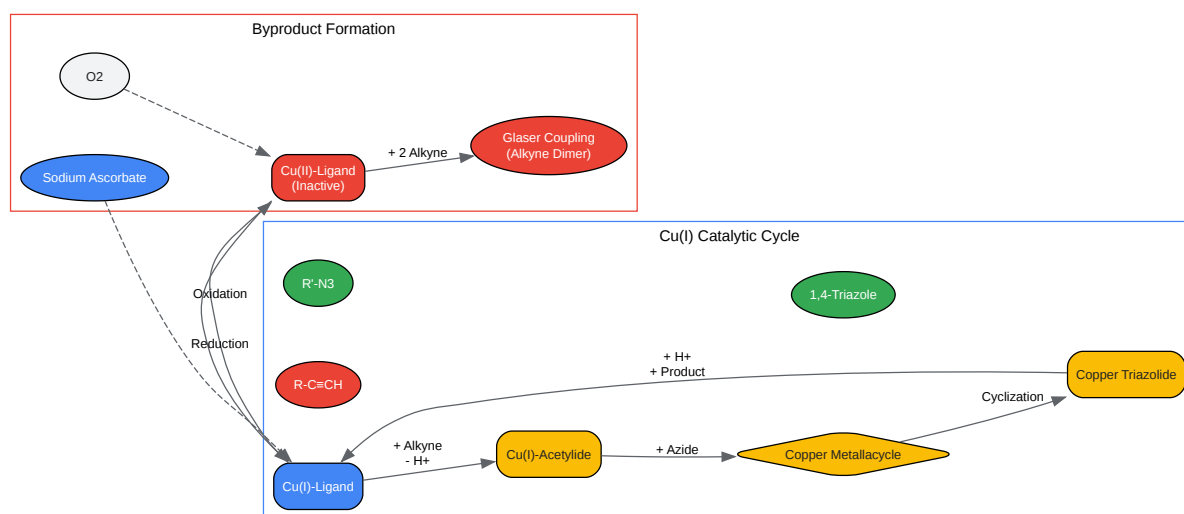 Byproduct Formation
O2
Sodium Ascorbate
Cu(II)-Ligand
(Inactive)
+ 2 Alkyne
Glaser Coupling
(Alkyne Dimer)
Cu(I) Catalytic Cycle
R'-N3
1,4-Triazole
Oxidation
Reduction
R-C≡CH
+ H+
+ Product
Copper Triazolide
Cyclization
+ Alkyne
- H+
Cu(I)-Acetylide
+ Azide
Copper Metallacycle
Cu(I)-Ligand